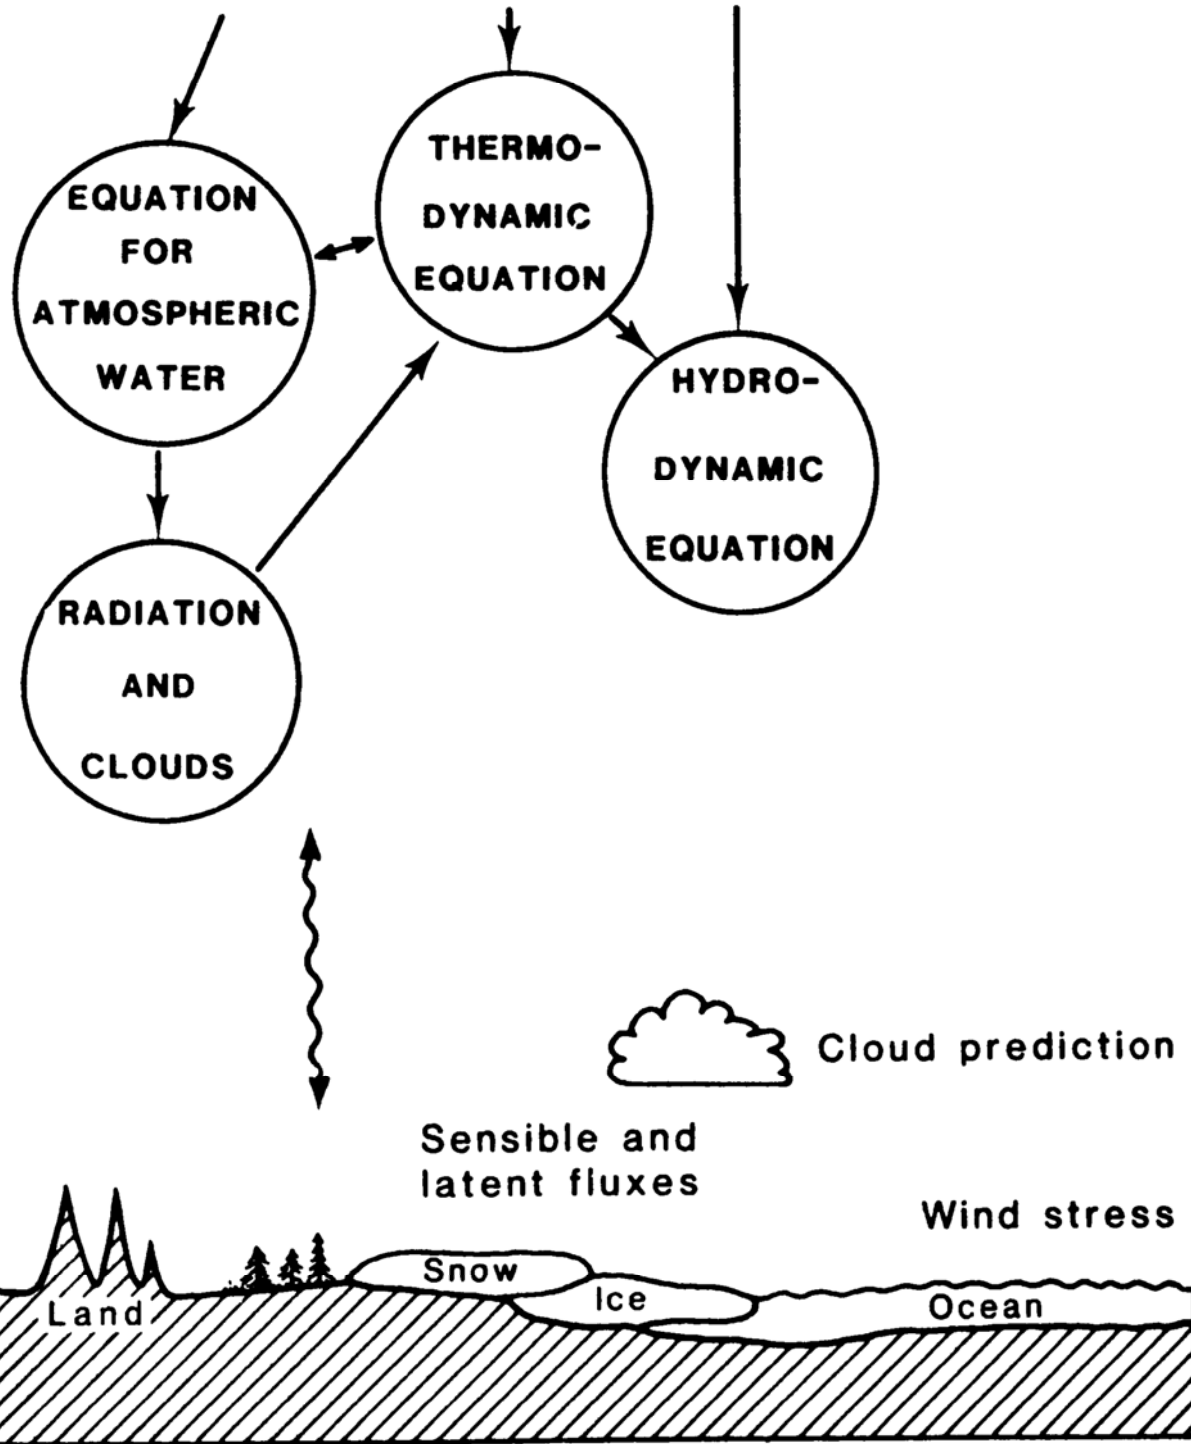 THERMO-
DYNAMIC
EQUATION
EQUATION
FOR
ATMOSPHERIC
WATER
HYDRO-
DYNAMIC
EQUATION
RADIATION
AND
CLOUDS
Cloud prediction
Sensible and
latent fluxes
Wind stress
Snow
Ice
Ocean
Land